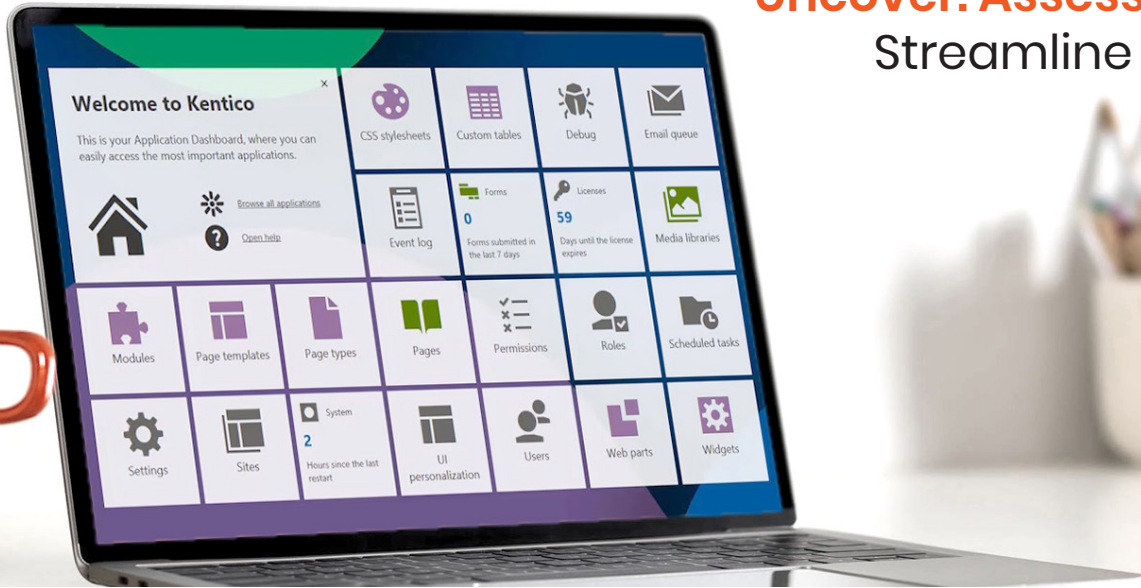 Uncover. Assess
Streamline
Welcome to Kentico
×
This is your Application Dashboard, where you can
easily access the most important applications.
Browse all applications
Open help
CSS stylesheets
Custom tables
Debug
Email queue
Event log
Forms
0
Forms submitted in
the last 7 days
Licenses
59
Days until the license
expires
Media libraries
Modules
Page templates
Page types
Pages
Permissions
Roles
Scheduled tasks
Settings
Sites
System
2
Hours since the last
restart
UI
personalization
Users
Web parts
Widgets